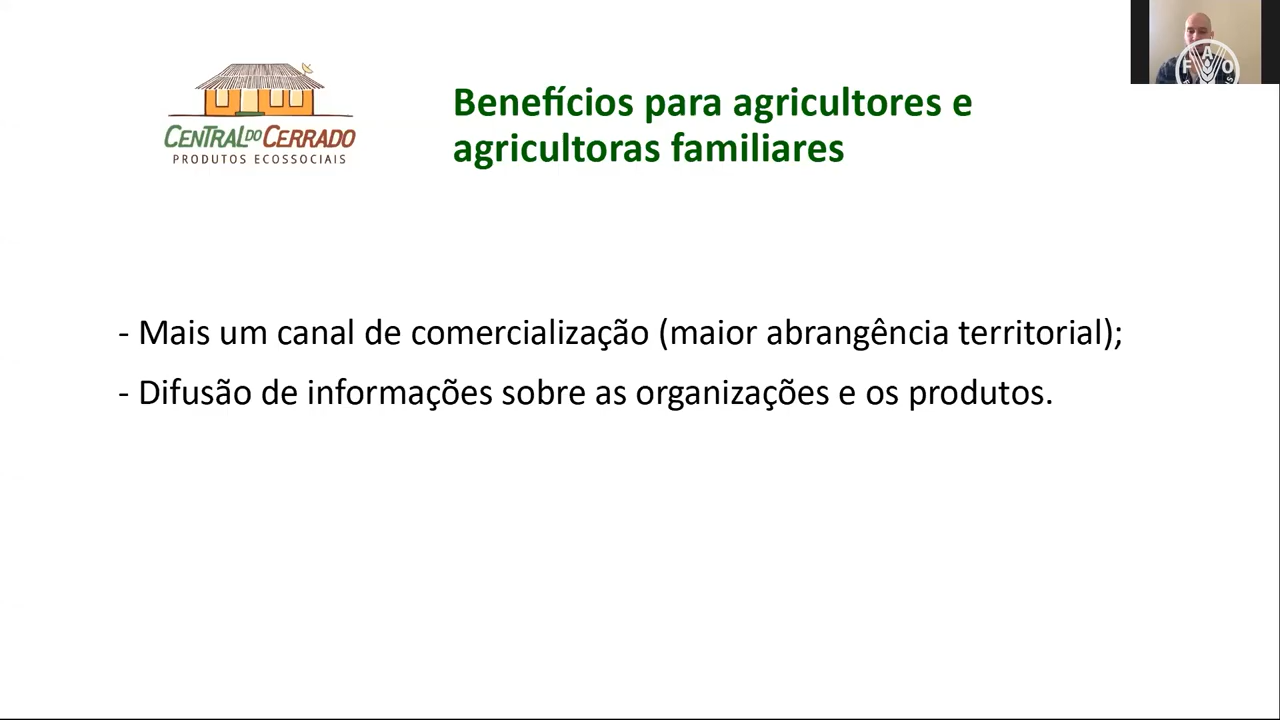 CENTRAL DO CERRADO
PRODUTOS ECOSSOCIAIS
Benefícios para agricultores e
agricultoras familiares
- Mais um canal de comercialização (maior abrangência territorial);
- Difusão de informações sobre as organizações e os produtos.
F A O